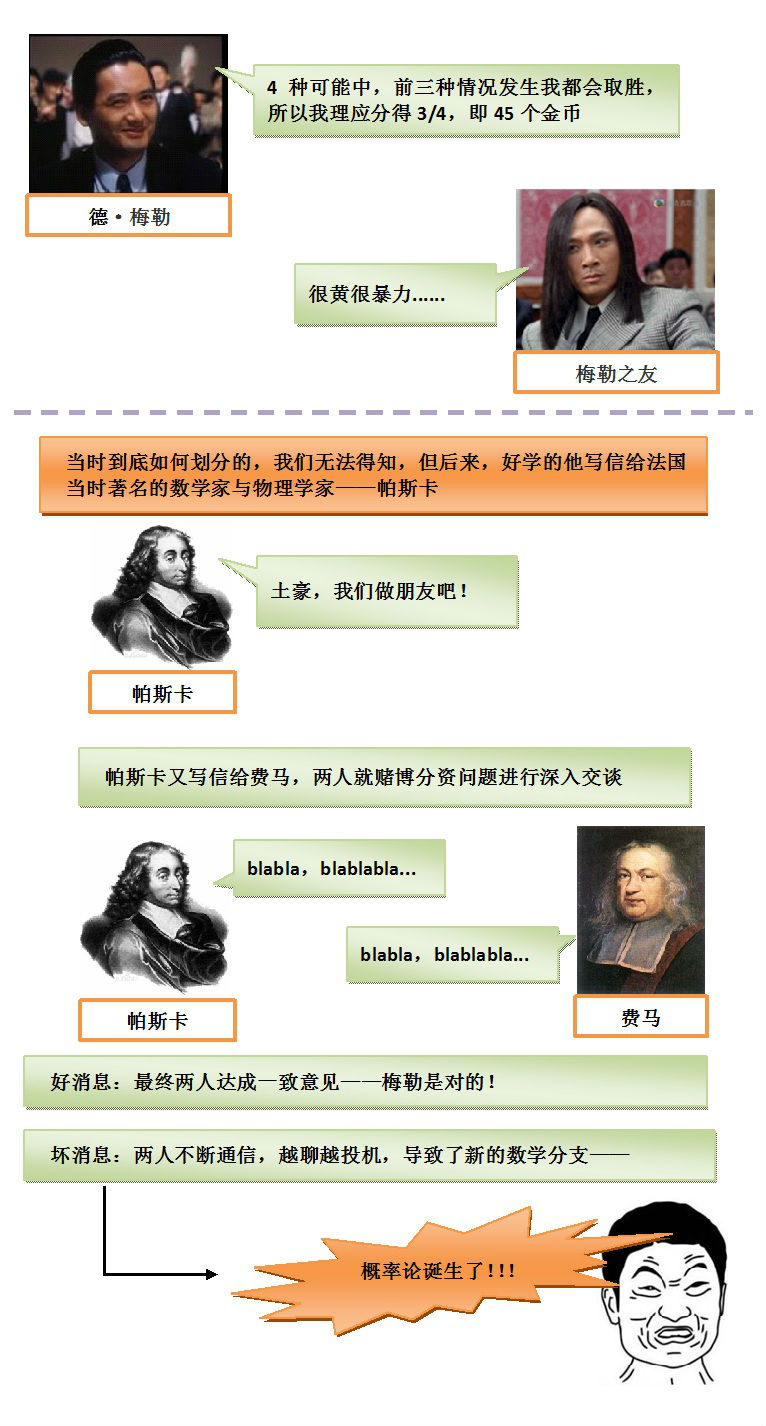 4 种可能中，前三种情况发生我都会取胜，
所以我理应分得 3/4，即 45 个金币
德·梅勒
很黄很暴力……
梅勒之友
当时到底如何划分的，我们无法得知，但后来，好学的他写信给法国
当时著名的数学家与物理学家——帕斯卡
土豪，我们做朋友吧！
帕斯卡
帕斯卡又写信给费马，两人就赌博分资问题进行深入交谈
blabla，blablabla…
blabla，blablabla…
帕斯卡
费马
好消息：最终两人达成一致意见——梅勒是对的！
坏消息：两人不断通信，越聊越投机，导致了新的数学分支——
概率论诞生了!!!